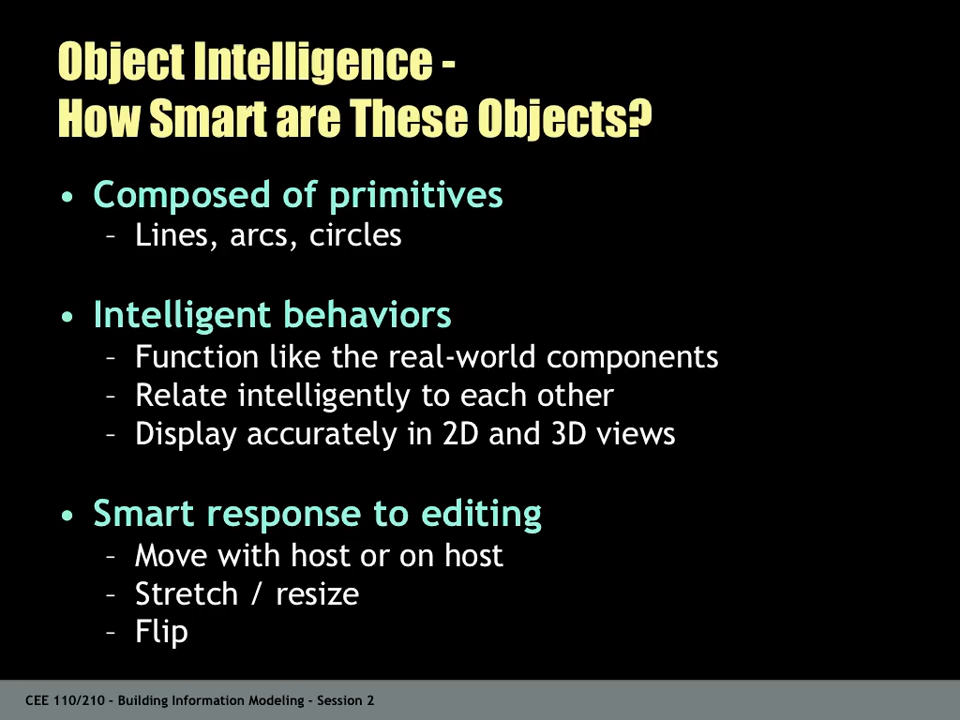 Object Intelligence -
How Smart are These Objects?
• Composed of primitives
– Lines, arcs, circles
• Intelligent behaviors
– Function like the real-world components
– Relate intelligently to each other
– Display accurately in 2D and 3D views
• Smart response to editing
– Move with host or on host
– Stretch / resize
– Flip
CEE 110/210 - Building Information Modeling - Session 2